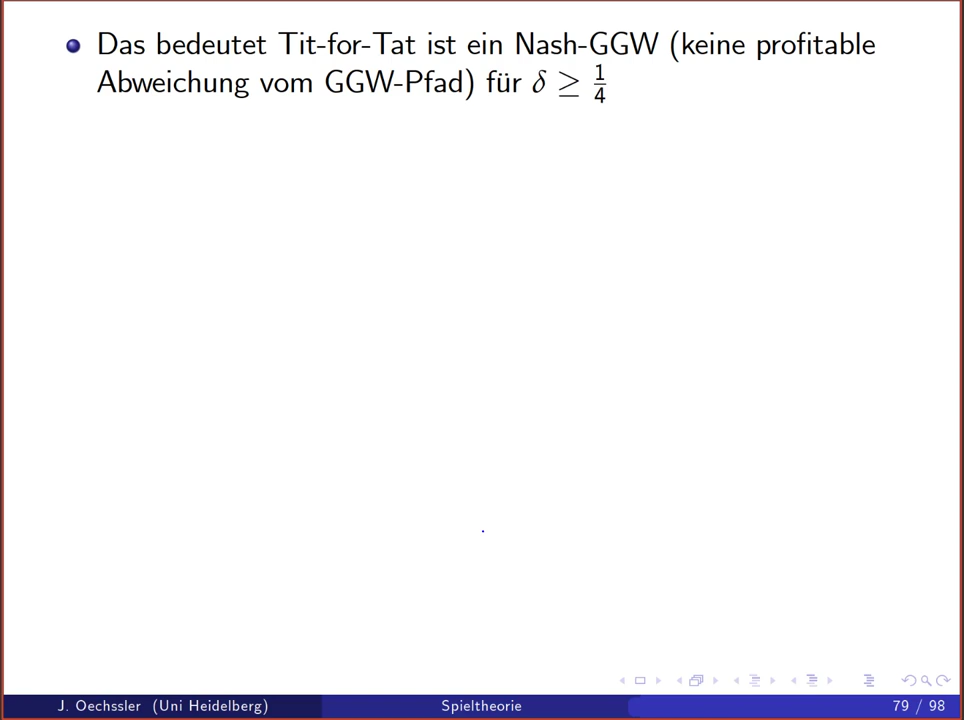 Das bedeutet Tit-for-Tat ist ein Nash-GGW (keine profitable
Abweichung vom GGW-Pfad) für δ ≥ 1/4
J. Oechssler (Uni Heidelberg) Spieltheorie 79 / 98